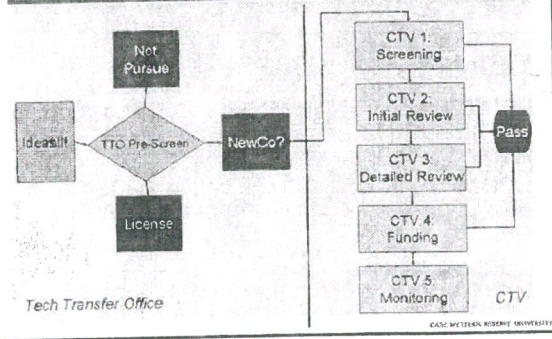 Not
Pursue
Ideas!!!
TTO Pre-Screen
NewCo?
License
Tech Transfer Office
CTV 1:
Screening
CTV 2:
Initial Review
CTV 3:
Detailed Review
CTV 4:
Funding
CTV 5:
Monitoring
Pass
CTV
CASE WESTERN RESERVE UNIVERSITY